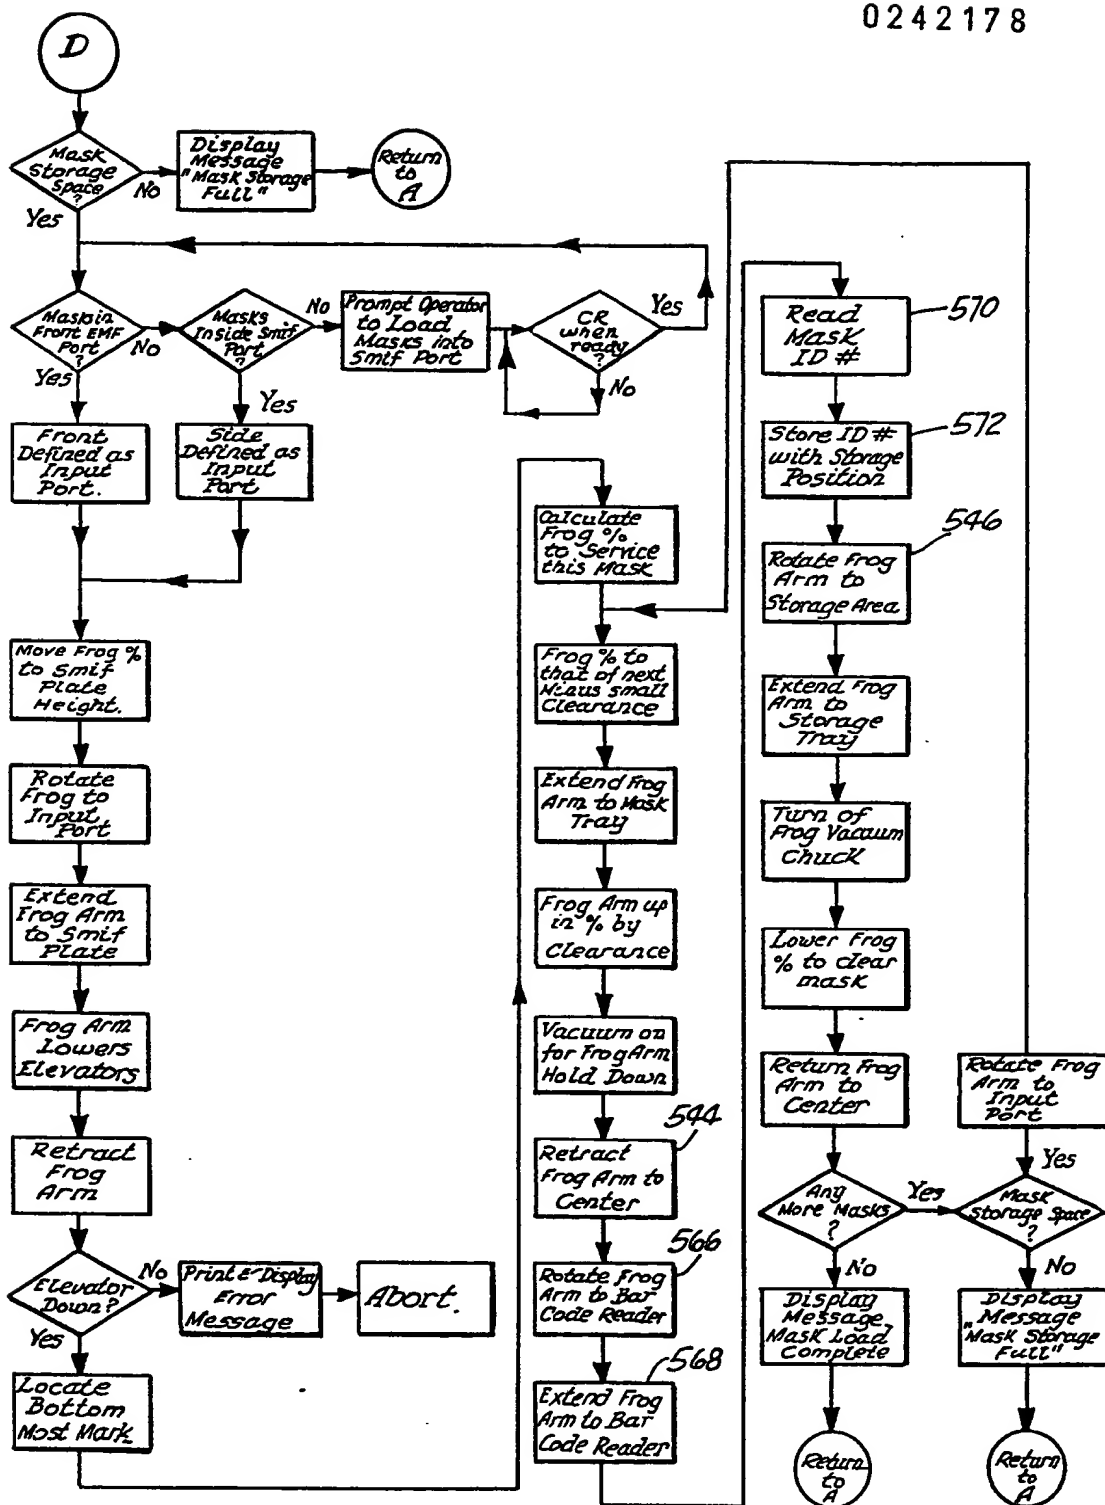 0242178
D
Mask
Storage
Space
?
No
Yes
Display
Message
"Mask Storage
Full"
Return
to
A
Masks in
Front EMF
Port
?
No
Yes
Masks
Inside Smif
Port
?
No
Yes
Prompt Operator
to Load
Masks into
Smif Port
CR
when
ready
?
Yes
No
Front
Defined as
Input
Port.
Side
Defined as
Input
Port
Move Frog %
to Smif
Plate
Height.
Rotate
Frog to
Input
Port
Extend
Frog Arm
to Smif
Plate
Frog Arm
Lowers
Elevators
Retract
Frog
Arm
Elevator
Down?
No
Yes
Print & Display
Error
Message
Abort.
Locate
Bottom
Most Mark
Calculate
Frog %
to Service
this Mask
Frog % to
that of next
Minus small
Clearance
Extend Frog
Arm to Mask
Tray
Frog Arm up
in % by
Clearance
Vacuum on
for Frog Arm
Hold Down
544
Retract
Frog Arm to
Center
566
Rotate Frog
Arm to Bar
Code Reader
568
Extend Frog
Arm to Bar
Code Reader
570
Read
Mask
ID #
572
Store ID #
with Storage
Position
546
Rotate Frog
Arm to
Storage Area
Extend Frog
Arm to
Storage
Tray
Turn of
Frog Vacuum
Chuck
Lower Frog
% to clear
mask
Return Frog
Arm to
Center
Any
More Masks
?
Yes
No
Display
Message
Mask Load
Complete
Return
to
A
Rotate Frog
Arm to
Input
Port
Yes
Mask
Storage Space
?
No
Display
Message
"Mask Storage
Full"
Return
to
A